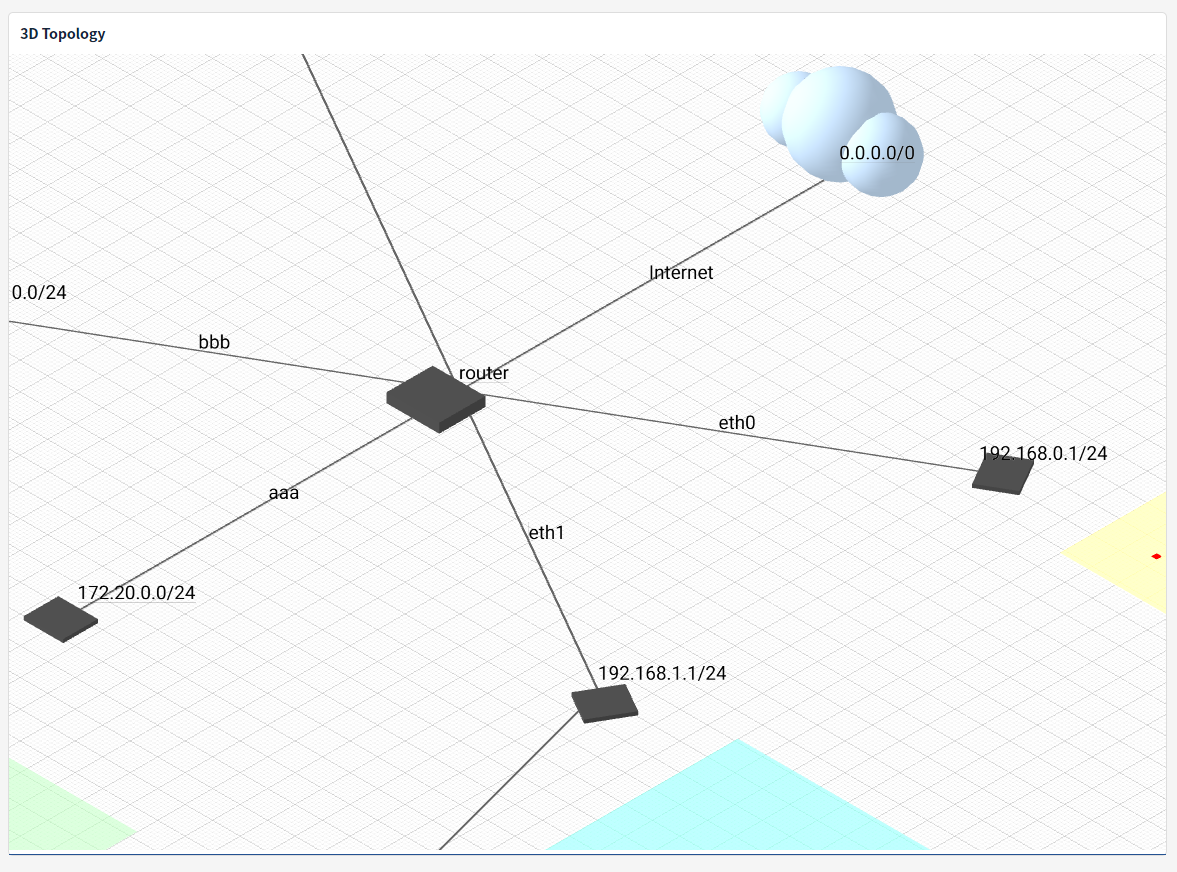 3D Topology
0.0.0.0/0
Internet
0.0/24
bbb
router
eth0
192.168.0.1/24
aaa
eth1
172.20.0.0/24
192.168.1.1/24